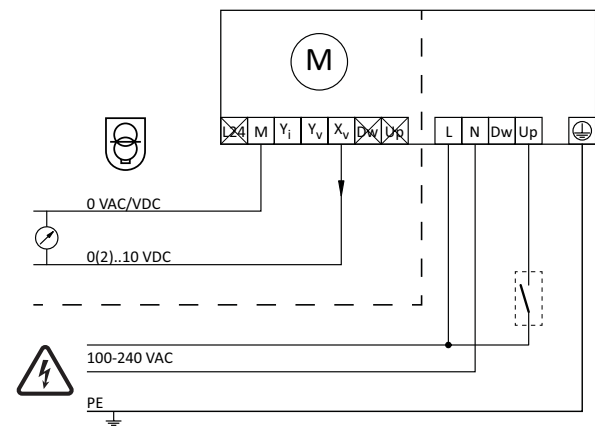 M
L24 M Yi Yv Xv Dw Up L N Dw Up
0 VAC/VDC
0(2)..10 VDC
100-240 VAC
PE